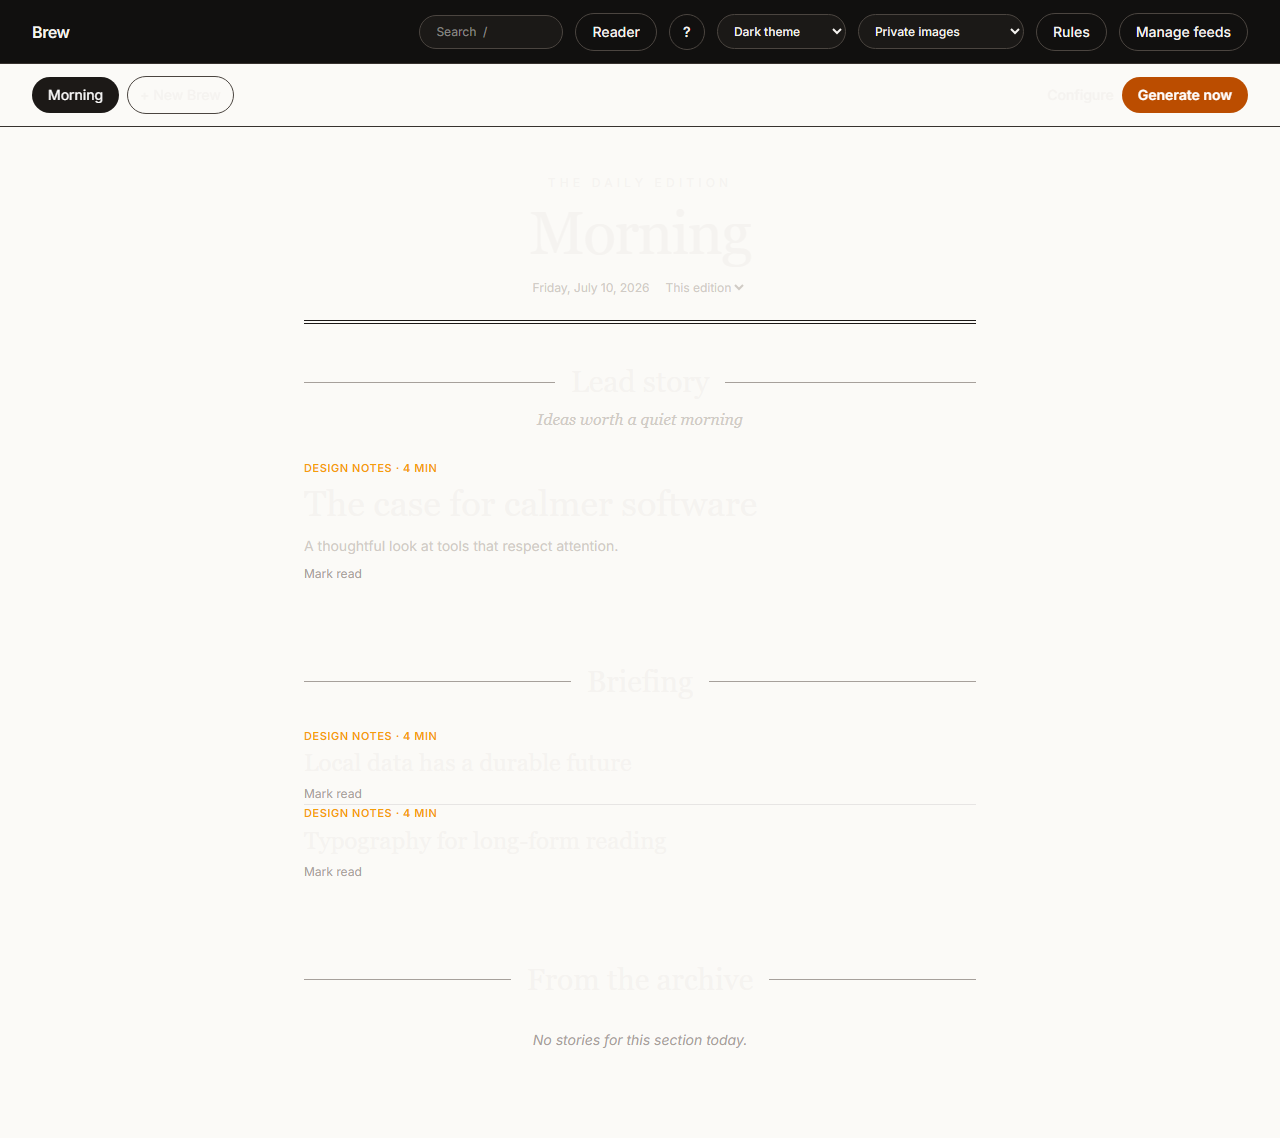 Brew
Search /
Reader
?
Dark theme
Private images
Rules
Manage feeds
Morning
+ New Brew
Configure
Generate now
THE DAILY EDITION
Morning
Friday, July 10, 2026 This edition
Lead story
Ideas worth a quiet morning
DESIGN NOTES · 4 MIN
The case for calmer software
A thoughtful look at tools that respect attention.
Mark read
Briefing
DESIGN NOTES · 4 MIN
Local data has a durable future
Mark read
DESIGN NOTES · 4 MIN
Typography for long-form reading
Mark read
From the archive
No stories for this section today.